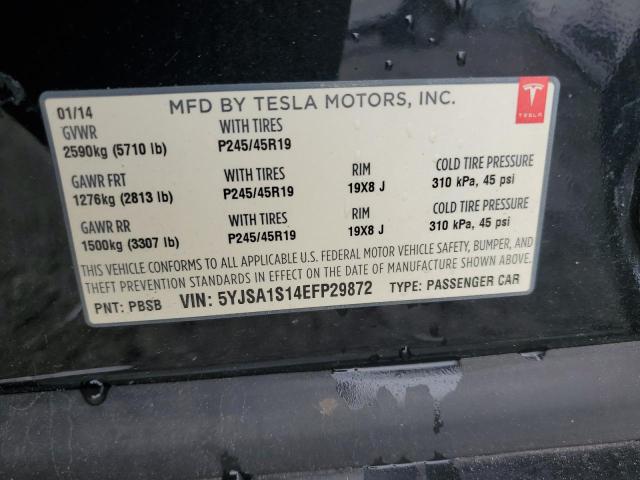 01/14 MFD BY TESLA MOTORS, INC.
TESLA
GVWR WITH TIRES
2590kg (5710 lb) P245/45R19
GAWR FRT WITH TIRES RIM COLD TIRE PRESSURE
1276kg (2813 lb) P245/45R19 19X8 J 310 kPa, 45 psi
GAWR RR WITH TIRES RIM COLD TIRE PRESSURE
1500kg (3307 lb) P245/45R19 19X8 J 310 kPa, 45 psi
THIS VEHICLE CONFORMS TO ALL APPLICABLE U.S. FEDERAL MOTOR VEHICLE SAFETY, BUMPER, AND
THEFT PREVENTION STANDARDS IN EFFECT ON THE DATE OF MANUFACTURE SHOWN ABOVE.
PNT: PBSB VIN: 5YJSA1S14EFP29872 TYPE: PASSENGER CAR